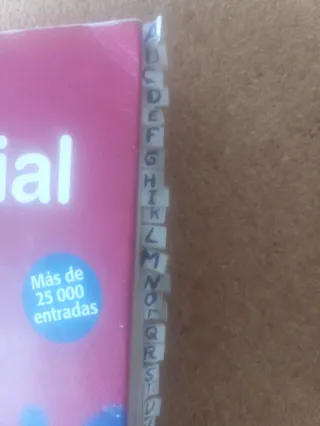 ial
Más de
25 000
entradas
A
B
C
D
E
F
G
H
I
K
L
M
N
O
Q
R
S